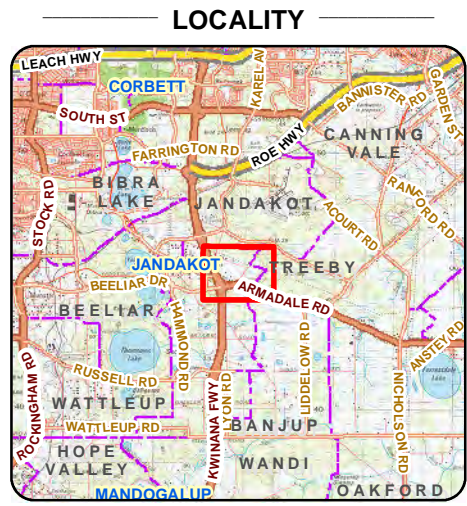 LOCALITY
LEACH HWY
CORBETT
KAREL AV
GARDEN ST
BANNISTER RD
SOUTH ST
ROE HWY
CANNING
VALE
FARRINGTON RD
BIBRA
LAKE
STOCK RD
JANDAKOT
RANFORD RD
ACOURT RD
JANDAKOT
TREEBY
BEELIAR DR
ARMADALE RD
BEELIAR
HAMMOND RD
LIDDELOW RD
ANSTEY RD
RUSSELL RD
ROCKINGHAM RD
KWINANA FWY
LYON RD
NICHOLSON RD
WATTLEUP
WATTLEUP RD
BANJUP
HOPE
VALLEY
WANDI
MANDOGALUP
OAKFORD